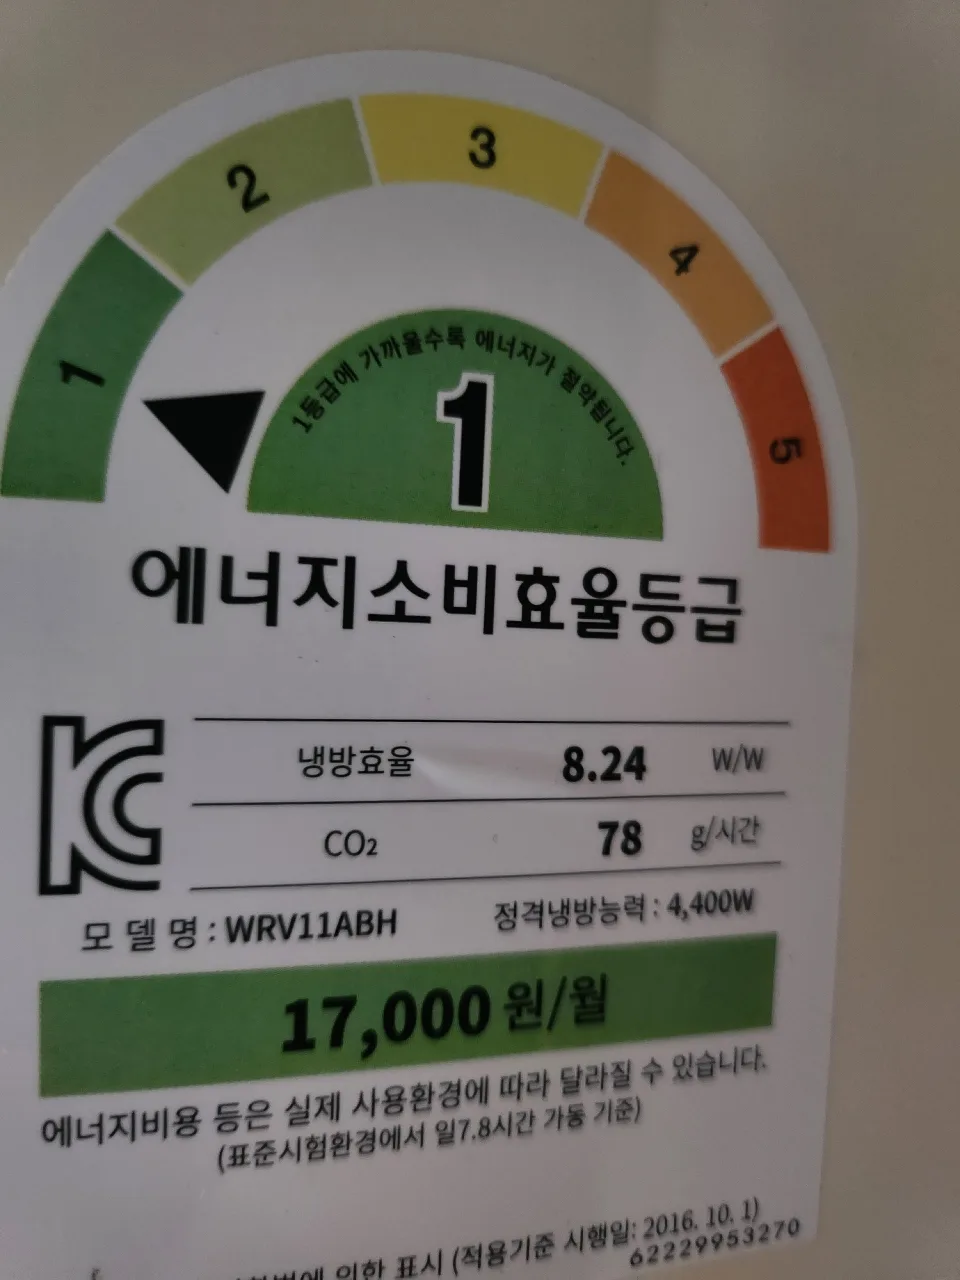 1
2
3
4
5
1등급에 가까울수록 에너지가 절약됩니다.
1
에너지소비효율등급
냉방효율 8.24 W/W
CO₂ 78 g/시간
모 델 명 : WRV11ABH 정격냉방능력 : 4,400W
17,000 원/월
에너지비용 등은 실제 사용환경에 따라 달라질 수 있습니다.
(표준시험환경에서 일7.8시간 가동 기준)
의한 표시 (적용기준 시행일: 2016. 10. 1)
62229953270